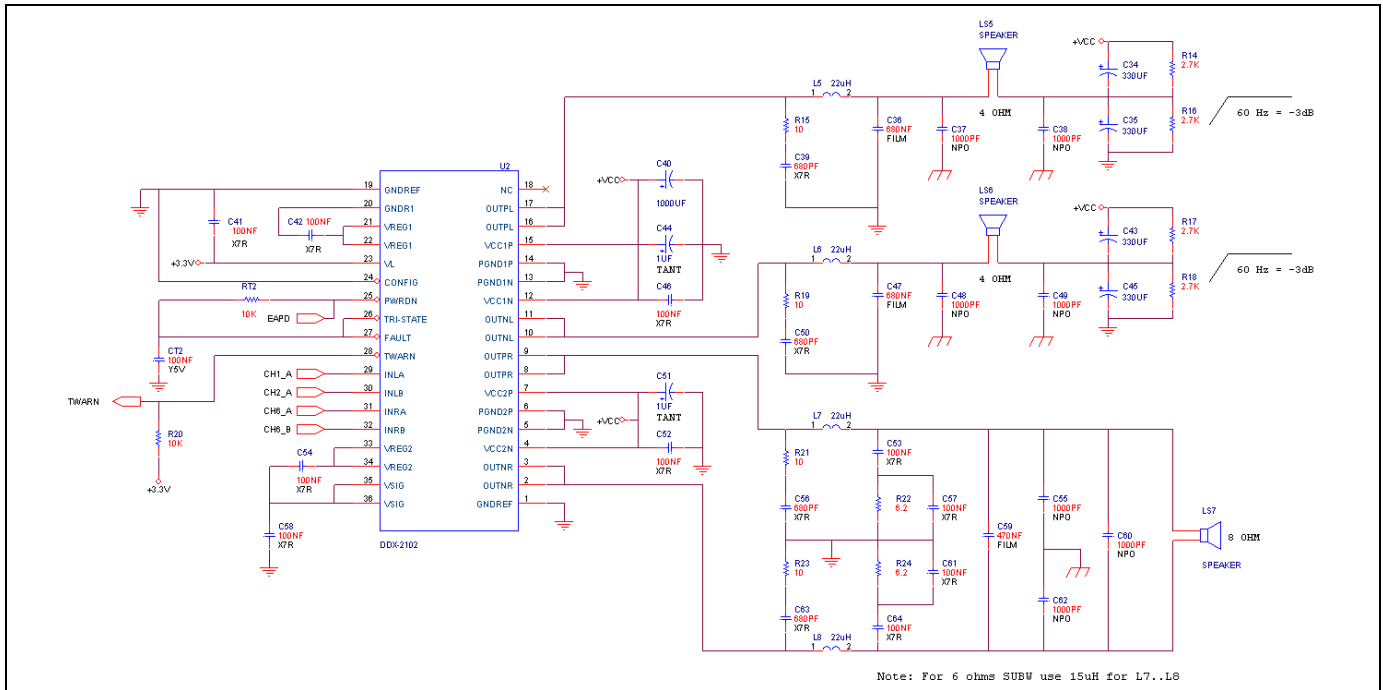 LS5
SPEAKER
4 OHM
+VCC
C34
330UF
R14
2.7K
C35
330UF
R16
2.7K
60 Hz = -3dB
L5 22uH
1 2
R15
10
C39
680PF
X7R
C36
680NF
FILM
C37
1000PF
NPO
C38
1000PF
NPO
LS6
SPEAKER
4 OHM
+VCC
C43
330UF
R17
2.7K
C45
330UF
R18
2.7K
60 Hz = -3dB
L6 22uH
1 2
R19
10
C50
680PF
X7R
C47
680NF
FILM
C48
1000PF
NPO
C49
1000PF
NPO
U2
19 GNDREF
20 GNDR1
21 VREG1
22 VREG1
23 VL
24 CONFIG
25 PWRDN
26 TRI-STATE
27 FAULT
28 TWARN
29 INLA
30 INLB
31 INRA
32 INRB
33 VREG2
34 VREG2
35 VSIG
36 VSIG
NC 18
OUTPL 17
OUTPL 16
VCC1P 15
PGND1P 14
PGND1N 13
VCC1N 12
OUTNL 11
OUTNL 10
OUTPR 9
OUTPR 8
VCC2P 7
PGND2P 6
PGND2N 5
VCC2N 4
OUTNR 3
OUTNR 2
GNDREF 1
DDX-2102
C41
100NF
X7R
C42 100NF
X7R
+3.3V
RT2
10K
EAPD
CT2
100NF
Y5V
TWARN
R20
10K
+3.3V
CH1_A
CH2_A
CH6_A
CH6_B
C54
100NF
X7R
C58
100NF
X7R
+VCC
C40
1000UF
C44
1UF
TANT
C46
100NF
X7R
+VCC
C51
1UF
TANT
C52
100NF
X7R
L7 22uH
1 2
R21
10
C56
680PF
X7R
R23
10
C63
680PF
X7R
L8 22uH
1 2
C53
100NF
X7R
R22
6.2
C57
100NF
X7R
R24
6.2
C61
100NF
X7R
C64
100NF
X7R
C59
470NF
FILM
C55
1000PF
NPO
C62
1000PF
NPO
C60
1000PF
NPO
LS7
8 OHM
SPEAKER
Note: For 6 ohms SUBW use 15uH for L7..L8